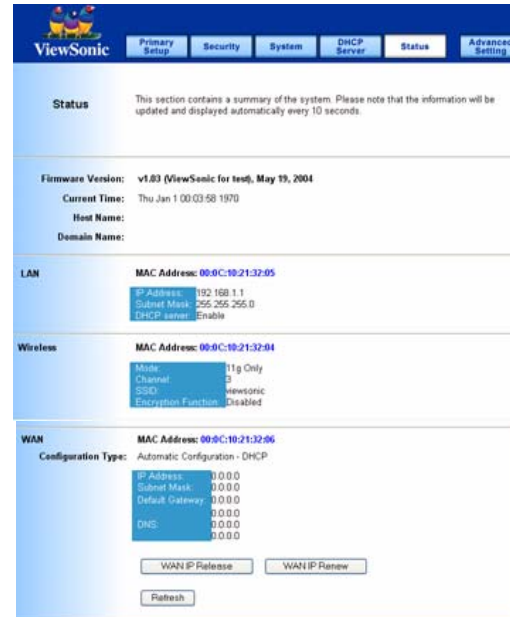 ViewSonic
Primary Setup Security System DHCP Server Status Advanced Setting
Status
This section contains a summary of the system. Please note that the information will be
updated and displayed automatically every 10 seconds.
Firmware Version: v1.03 (ViewSonic for test), May 19, 2004
Current Time: Thu Jan 1 00:03:58 1970
Host Name:
Domain Name:
LAN MAC Address: 00:0C:10:21:32:05
IP Address: 192.168.1.1
Subnet Mask: 255.255.255.0
DHCP server: Enable
Wireless MAC Address: 00:0C:10:21:32:04
Mode: 11g Only
Channel: 3
SSID: viewsonic
Encryption Function: Disabled
WAN MAC Address: 00:0C:10:21:32:06
Configuration Type: Automatic Configuration - DHCP
IP Address: 0.0.0.0
Subnet Mask: 0.0.0.0
Default Gateway: 0.0.0.0
0.0.0.0
DNS: 0.0.0.0
0.0.0.0
WAN IP Release WAN IP Renew
Refresh